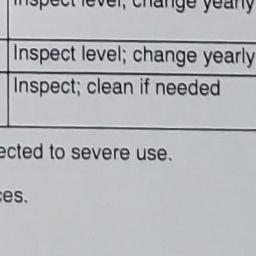 Inspect level; change yearly
Inspect level; change yearly
Inspect; clean if needed
ected to severe use.
ces.